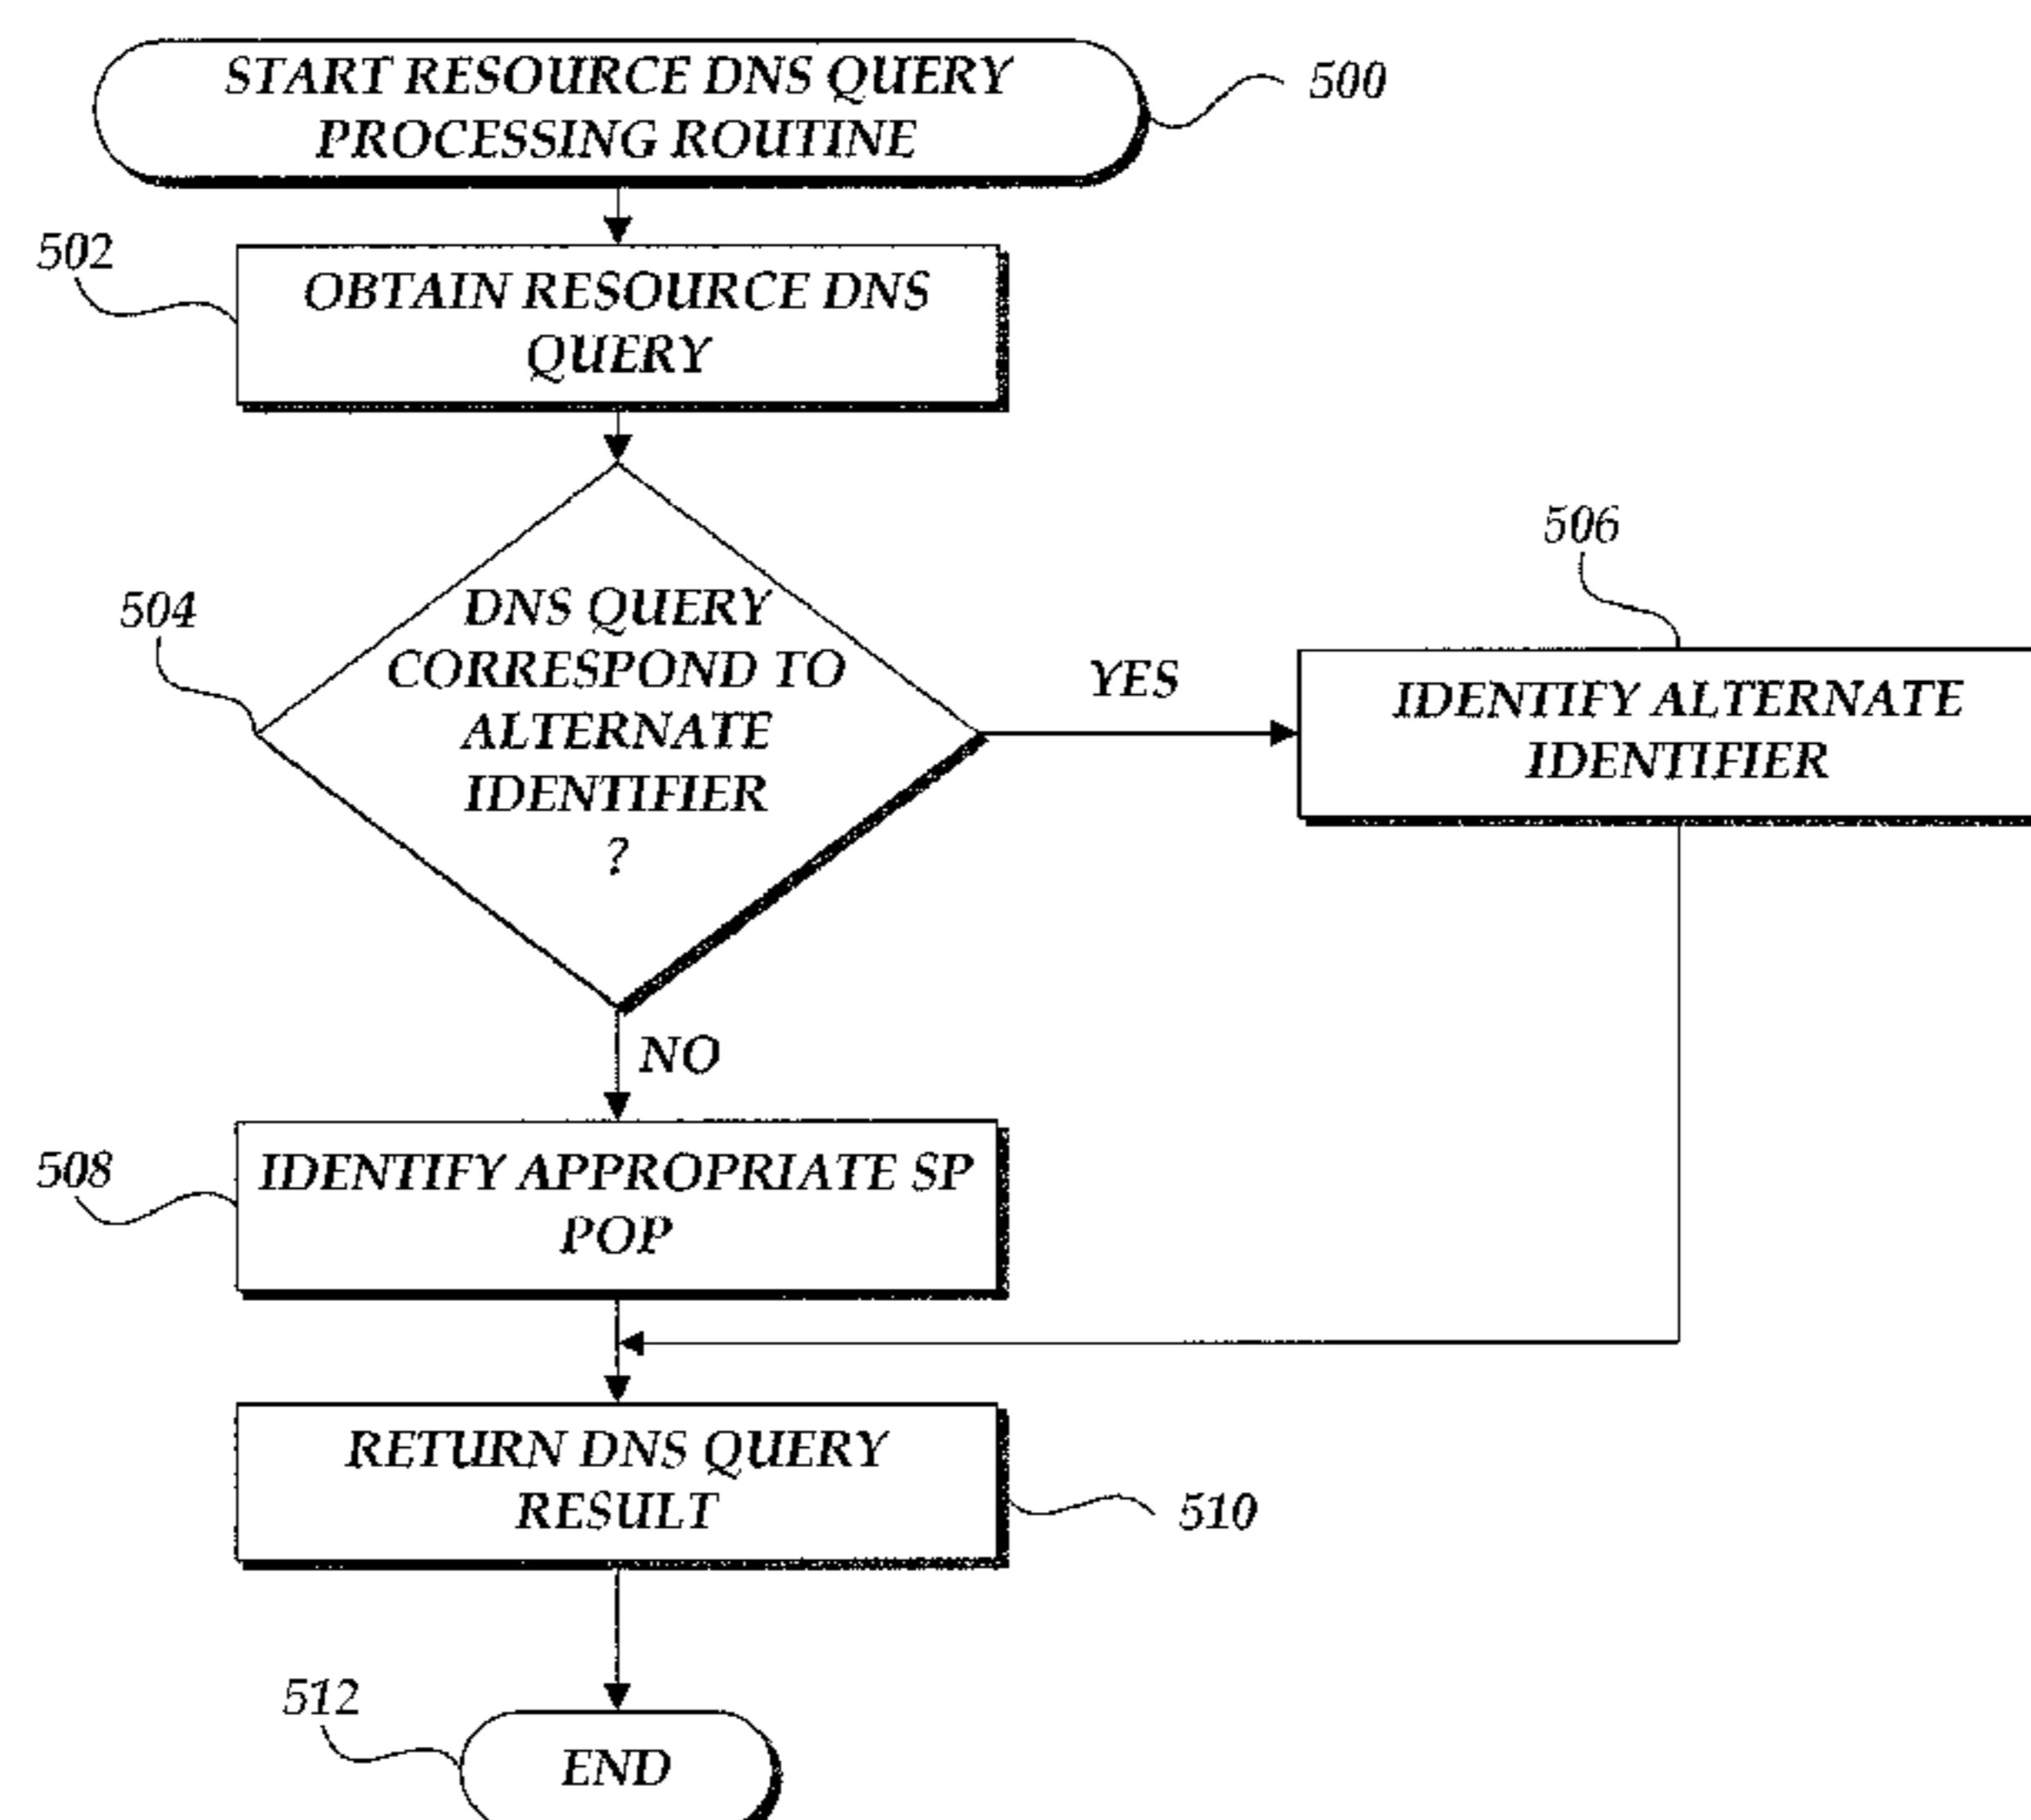 START RESOURCE DNS QUERY
PROCESSING ROUTINE
500
502
OBTAIN RESOURCE DNS
QUERY
504
DNS QUERY
CORRESPOND TO
ALTERNATE
IDENTIFIER
?
YES
506
IDENTIFY ALTERNATE
IDENTIFIER
NO
508
IDENTIFY APPROPRIATE SP
POP
RETURN DNS QUERY
RESULT
510
512
END